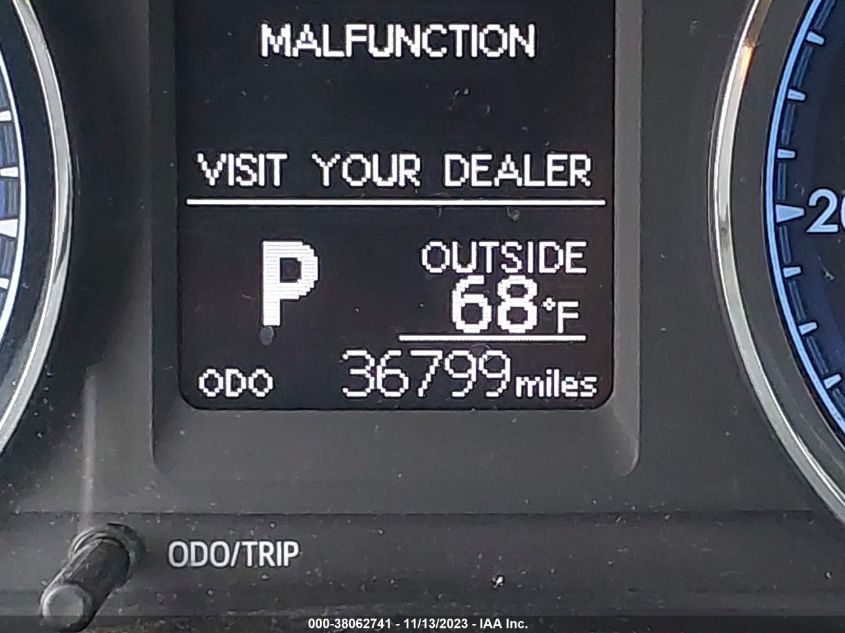 MALFUNCTION
VISIT YOUR DEALER
P
OUTSIDE
68°F
ODO 36799 miles
ODO/TRIP
000-38062741 - 11/13/2023 - IAA Inc.